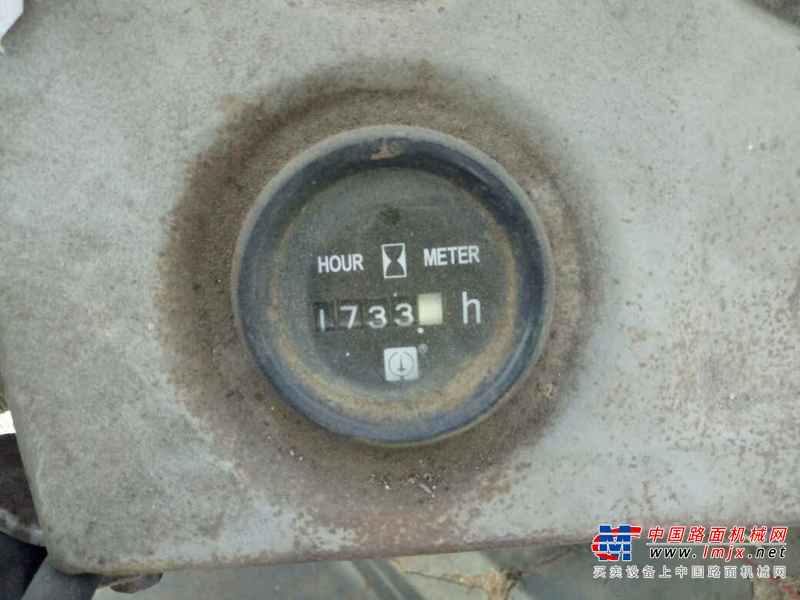 HOUR METER
1733 h
®
中国路面机械网
www.lmjx.net
买卖设备上中国路面机械网